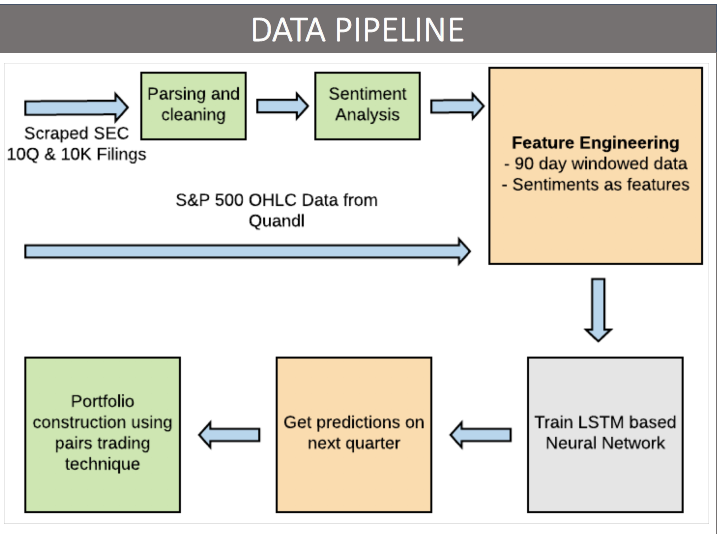 DATA PIPELINE
Parsing and
cleaning
Sentiment
Analysis
Scraped SEC
10Q & 10K Filings
Feature Engineering
- 90 day windowed data
- Sentiments as features
S&P 500 OHLC Data from
Quandl
Portfolio
construction using
pairs trading
technique
Get predictions on
next quarter
Train LSTM based
Neural Network